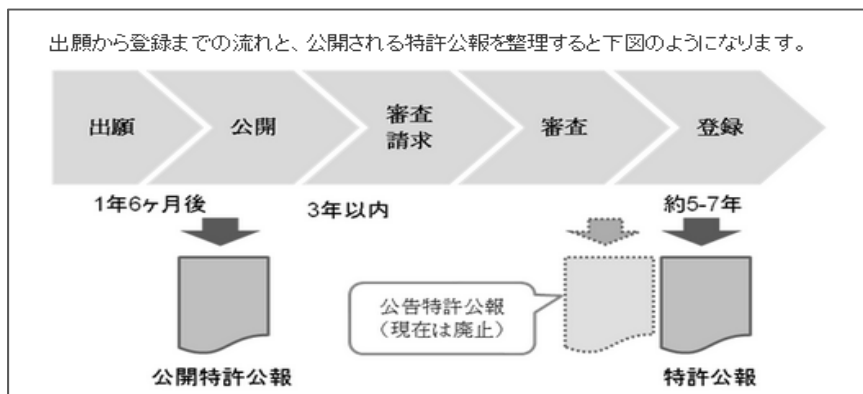 出願から登録までの流れと、公開される特許公報を整理すると下図のようになります。
出願
公開
審査
請求
審査
登録
1年6ヶ月後
3年以内
約5-7年
公告特許公報
（現在は廃止）
公開特許公報
特許公報